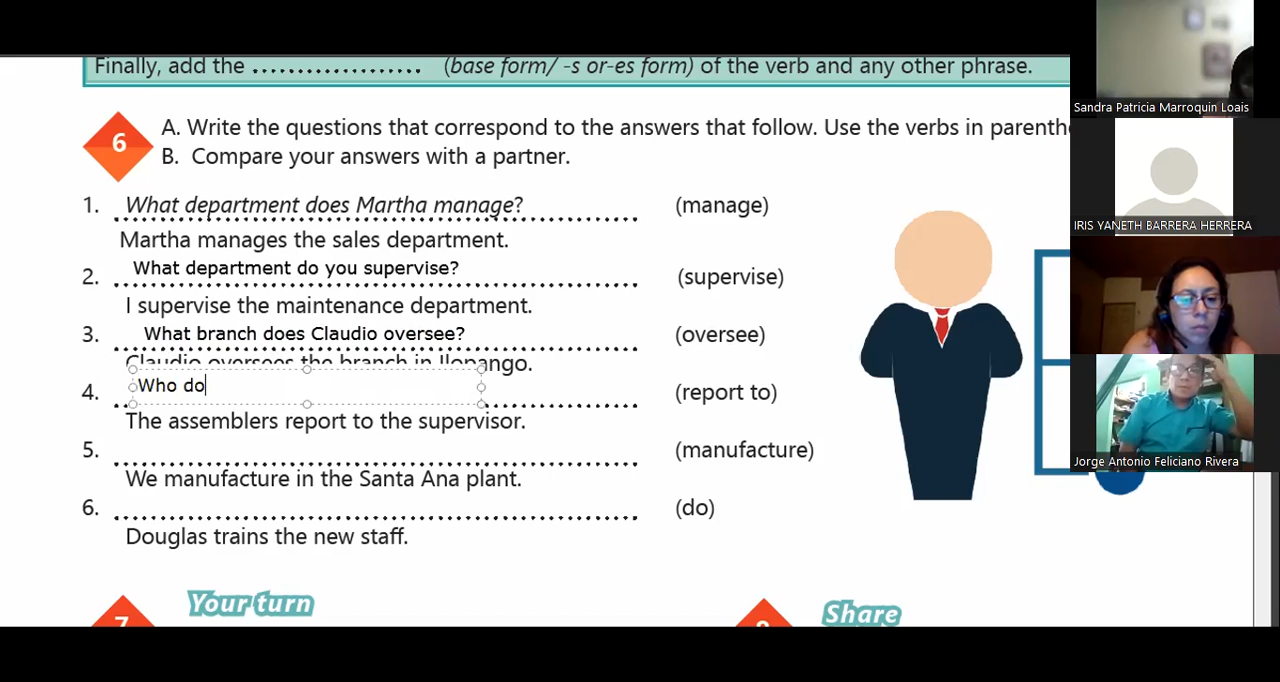 Finally, add the .................. (base form/ -s or-es form) of the verb and any other phrase.
6
A. Write the questions that correspond to the answers that follow. Use the verbs in parenth
B. Compare your answers with a partner.
1. What department does Martha manage? (manage)
Martha manages the sales department.
2. What department do you supervise? (supervise)
I supervise the maintenance department.
3. What branch does Claudio oversee? (oversee)
Claudio oversees the branch in Ilopango.
4. Who do (report to)
The assemblers report to the supervisor.
5. (manufacture)
We manufacture in the Santa Ana plant.
6. (do)
Douglas trains the new staff.
7 Your turn
Share
Sandra Patricia Marroquin Loais
IRIS YANETH BARRERA HERRERA
Jorge Antonio Feliciano Rivera